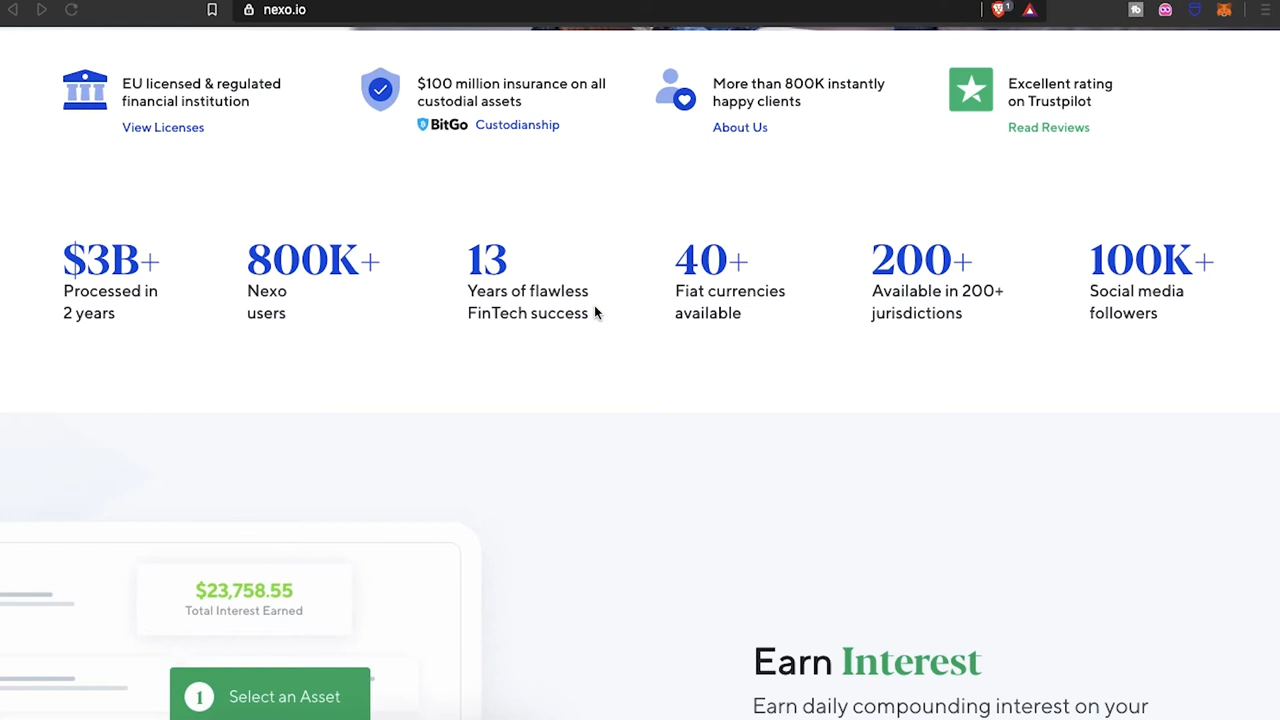 nexo.io
1
EU licensed & regulated
financial institution
View Licenses
$100 million insurance on all
custodial assets
BitGo Custodianship
More than 800K instantly
happy clients
About Us
Excellent rating
on Trustpilot
Read Reviews
$3B+
Processed in
2 years
800K+
Nexo
users
13
Years of flawless
FinTech success
40+
Fiat currencies
available
200+
Available in 200+
jurisdictions
100K+
Social media
followers
$23,758.55
Total Interest Earned
1 Select an Asset
Earn Interest
Earn daily compounding interest on your